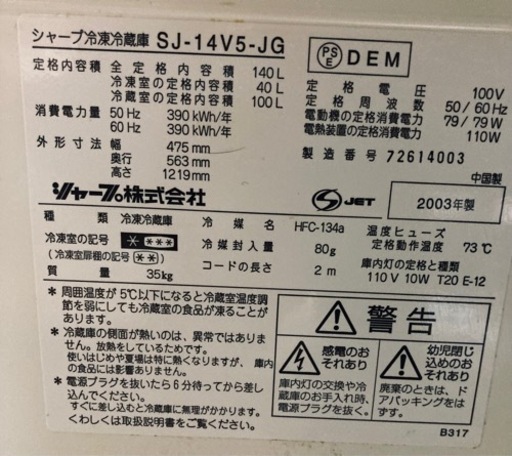 シャープ冷凍冷蔵庫 SJ-14V5-JG
定格内容積 全定格内容積 140L
冷凍室の定格内容積 40L
冷蔵室の定格内容積 100L
消費電力量 50Hz 390kWh/年
60Hz 390kWh/年
外形寸法 幅 475mm
奥行 563mm
高さ 1219mm
シャープ株式会社
PSE DEM
定格電圧 100V
定格周波数 50/60Hz
電動機の定格消費電力 79/79W
電熱装置の定格消費電力 110W
製造番号 72614003
中国製
S JET
2003年製
種類 冷凍冷蔵庫
冷凍室の記号 * ***
(冷凍室扉棚の記号 **)
質量 35kg
冷媒名 HFC-134a
冷媒封入量 80g
コードの長さ 2m
温度ヒューズ
定格動作温度 73℃
庫内灯の定格と種類
110V 10W T20 E-12
*周囲温度が5℃以下になると冷蔵室温度調
節を弱にしても冷蔵室の食品が凍ることが
あります。
*冷蔵庫の側面が熱いのは、異常ではありま
せん。放熱をしているためです。
使いはじめや夏場は特に熱くなりますが、庫内
の食品には影響ありません。
*電源プラグを抜いたら6分待ってから差し
込んでください。
すぐに差し込むと冷蔵庫に無理がかかります。
くわしくは取扱説明書をご覧ください。
警告
感電のお
それあり
庫内灯の交換や冷
蔵庫のお手入れ時、
電源プラグを抜く。
幼児閉じ
込めのお
それあり
廃棄のときは、ド
アパッキングをは
ずす。
B317